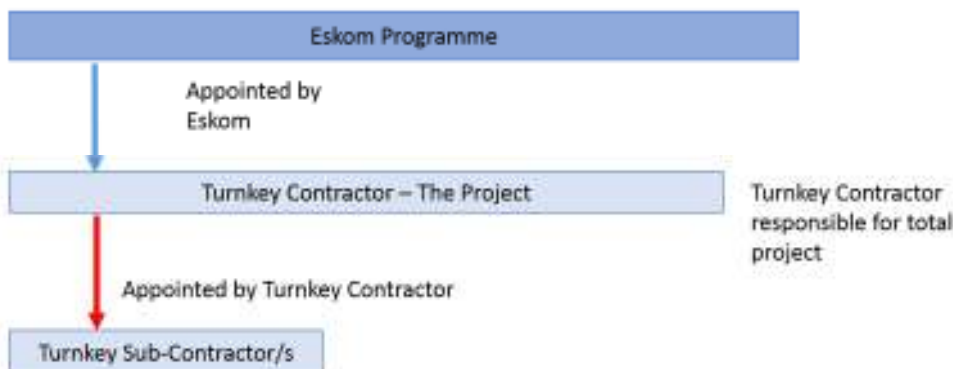 Eskom Programme
Appointed by
Eskom
Turnkey Contractor – The Project
Turnkey Contractor
responsible for total
project
Appointed by Turnkey Contractor
Turnkey Sub-Contractor/s